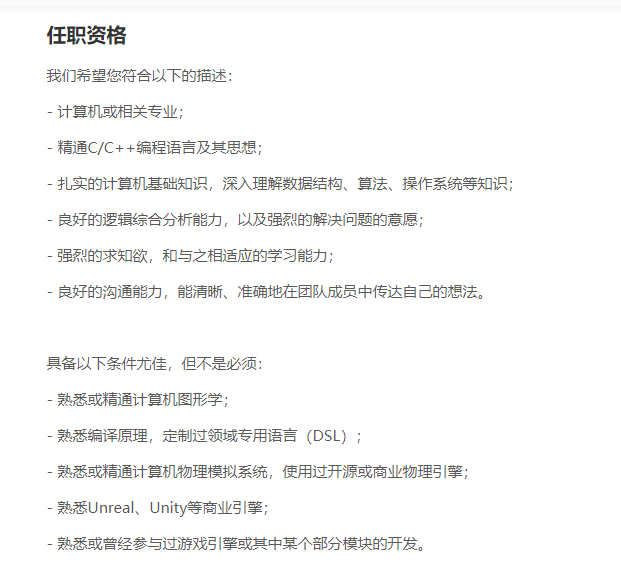 任职资格
我们希望您符合以下的描述：
- 计算机或相关专业；
- 精通C/C++编程语言及其思想；
- 扎实的计算机基础知识，深入理解数据结构、算法、操作系统等知识；
- 良好的逻辑综合分析能力，以及强烈的解决问题的意愿；
- 强烈的求知欲，和与之相适应的学习能力；
- 良好的沟通能力，能清晰、准确地在团队成员中传达自己的想法。
具备以下条件尤佳，但不是必须：
- 熟悉或精通计算机图形学；
- 熟悉编译原理，定制过领域专用语言（DSL）；
- 熟悉或精通计算机物理模拟系统，使用过开源或商业物理引擎；
- 熟悉Unreal、Unity等商业引擎；
- 熟悉或曾经参与过游戏引擎或其中某个部分模块的开发。